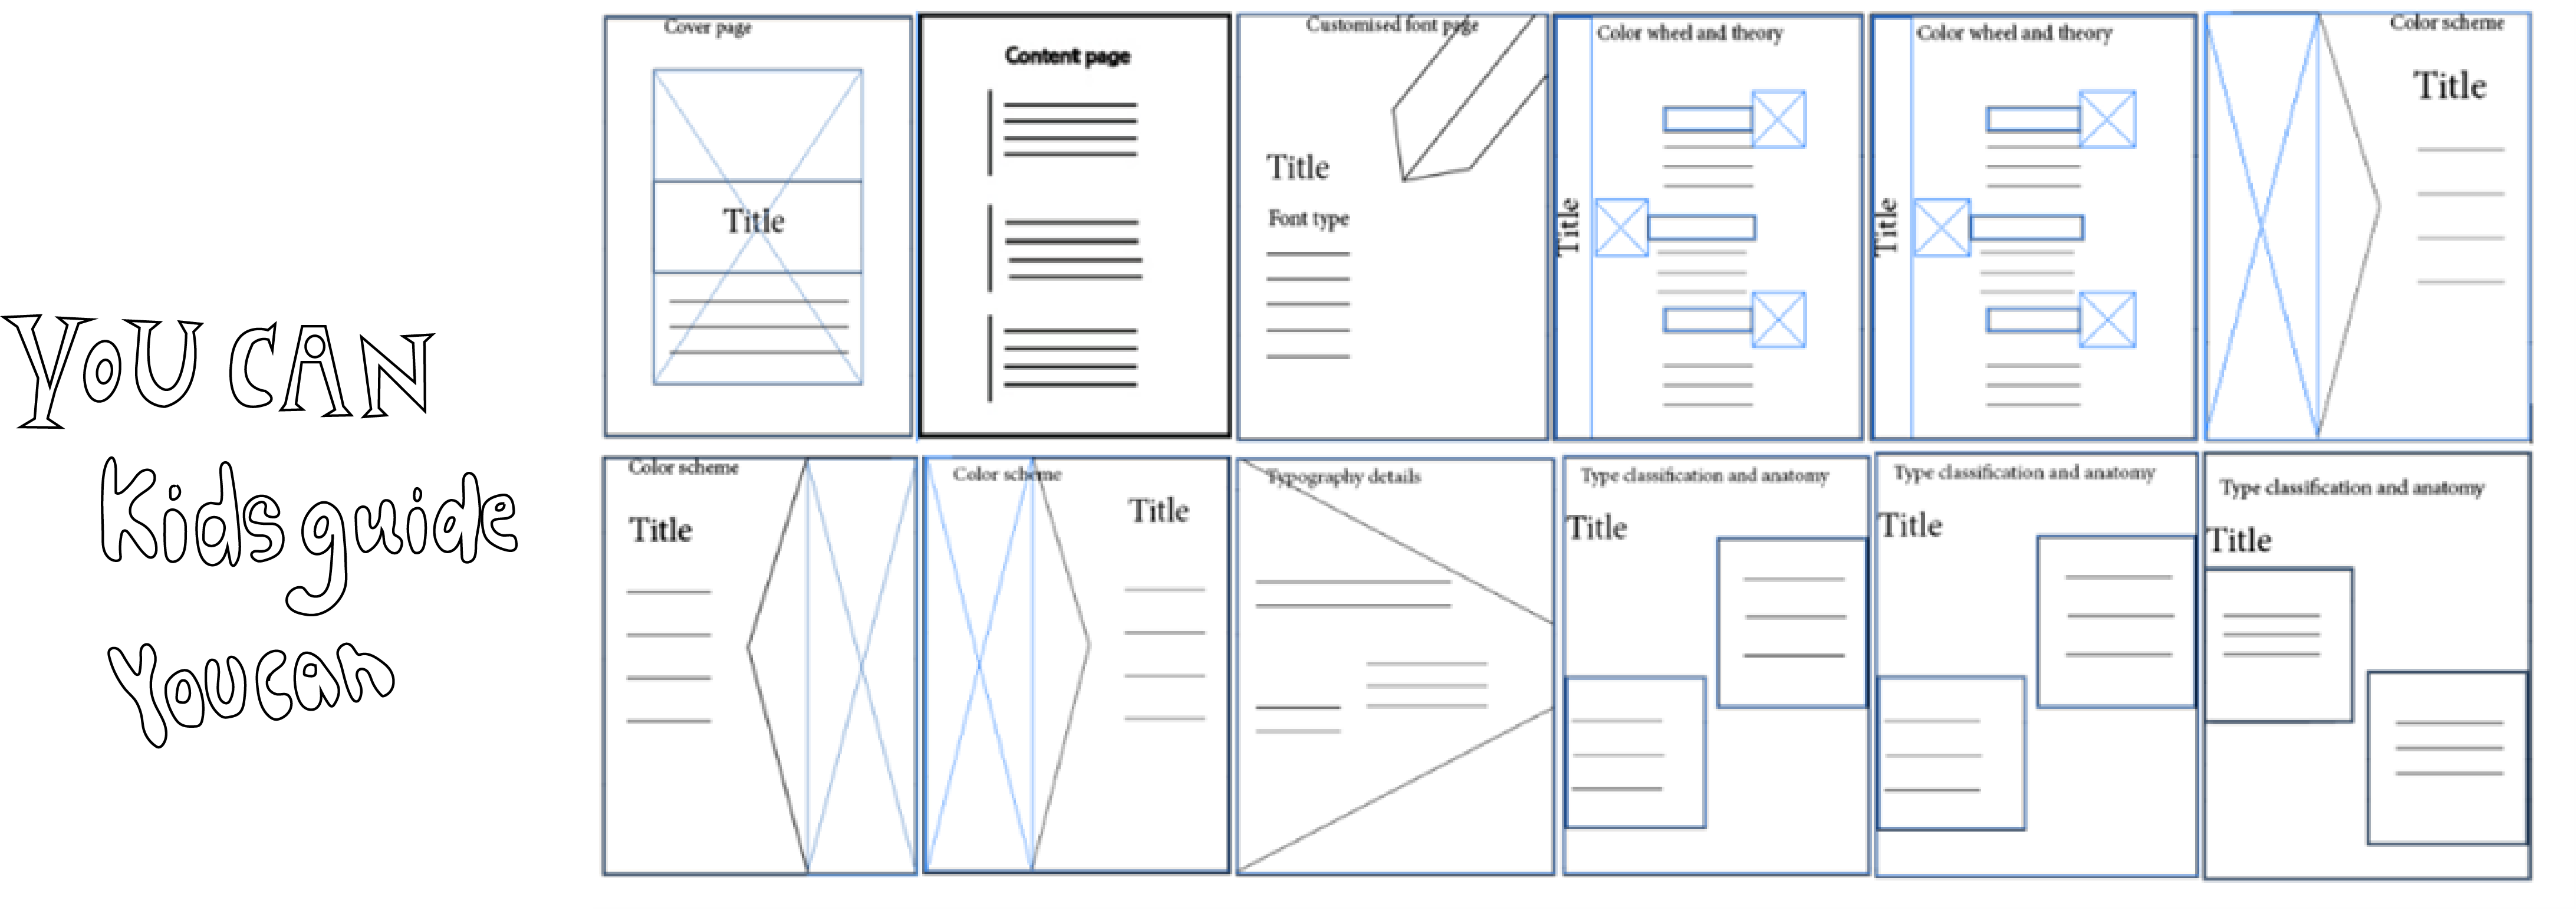 YOU CAN
Kids guide
Youcan
Cover page
Title
Content page
Customised font page
Title
Font type
Color wheel and theory
Title
Color wheel and theory
Title
Color scheme
Title
Color scheme
Title
Color scheme
Title
Typography details
Type classification and anatomy
Title
Type classification and anatomy
Title
Type classification and anatomy
Title